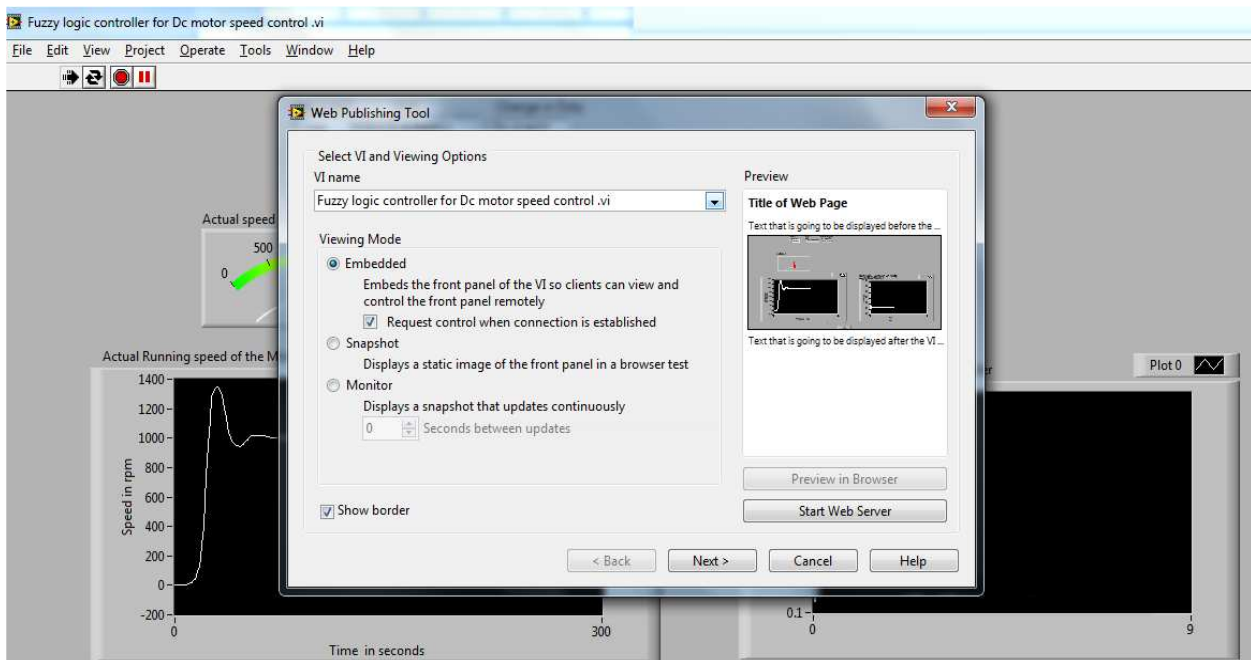 Fuzzy logic controller for Dc motor speed control .vi
File Edit View Project Operate Tools Window Help
Web Publishing Tool
Select VI and Viewing Options
VI name
Fuzzy logic controller for Dc motor speed control .vi
Viewing Mode
Embedded
Embeds the front panel of the VI so clients can view and
control the front panel remotely
Request control when connection is established
Snapshot
Displays a static image of the front panel in a browser test
Monitor
Displays a snapshot that updates continuously
0 Seconds between updates
Show border
Preview
Title of Web Page
Text that is going to be displayed before the ...
Text that is going to be displayed after the VI ...
Preview in Browser
Start Web Server
< Back Next > Cancel Help
Actual speed
500
0
Actual Running speed of the M
1400
1200
1000
800
600
400
200
0
-200
Speed in rpm
0 300
Time in seconds
Plot 0
0.1
0 9